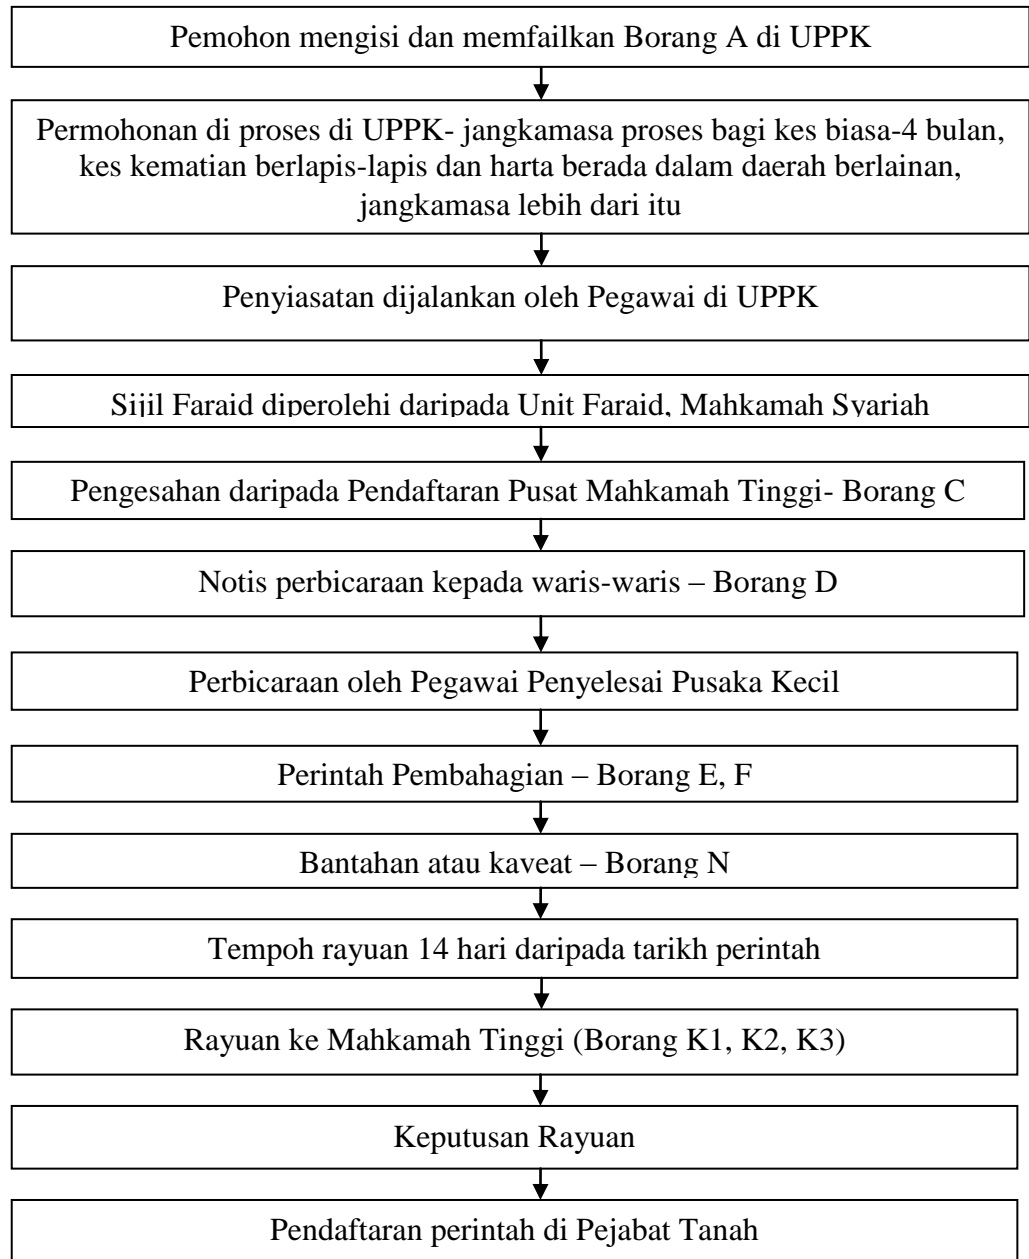 Pemohon mengisi dan memfailkan Borang A di UPPK
Permohonan di proses di UPPK- jangkamasa proses bagi kes biasa-4 bulan,
kes kematian berlapis-lapis dan harta berada dalam daerah berlainan,
jangkamasa lebih dari itu
Penyiasatan dijalankan oleh Pegawai di UPPK
Sijil Faraid diperolehi daripada Unit Faraid, Mahkamah Syariah
Pengesahan daripada Pendaftaran Pusat Mahkamah Tinggi- Borang C
Notis perbicaraan kepada waris-waris – Borang D
Perbicaraan oleh Pegawai Penyelesai Pusaka Kecil
Perintah Pembahagian – Borang E, F
Bantahan atau kaveat – Borang N
Tempoh rayuan 14 hari daripada tarikh perintah
Rayuan ke Mahkamah Tinggi (Borang K1, K2, K3)
Keputusan Rayuan
Pendaftaran perintah di Pejabat Tanah